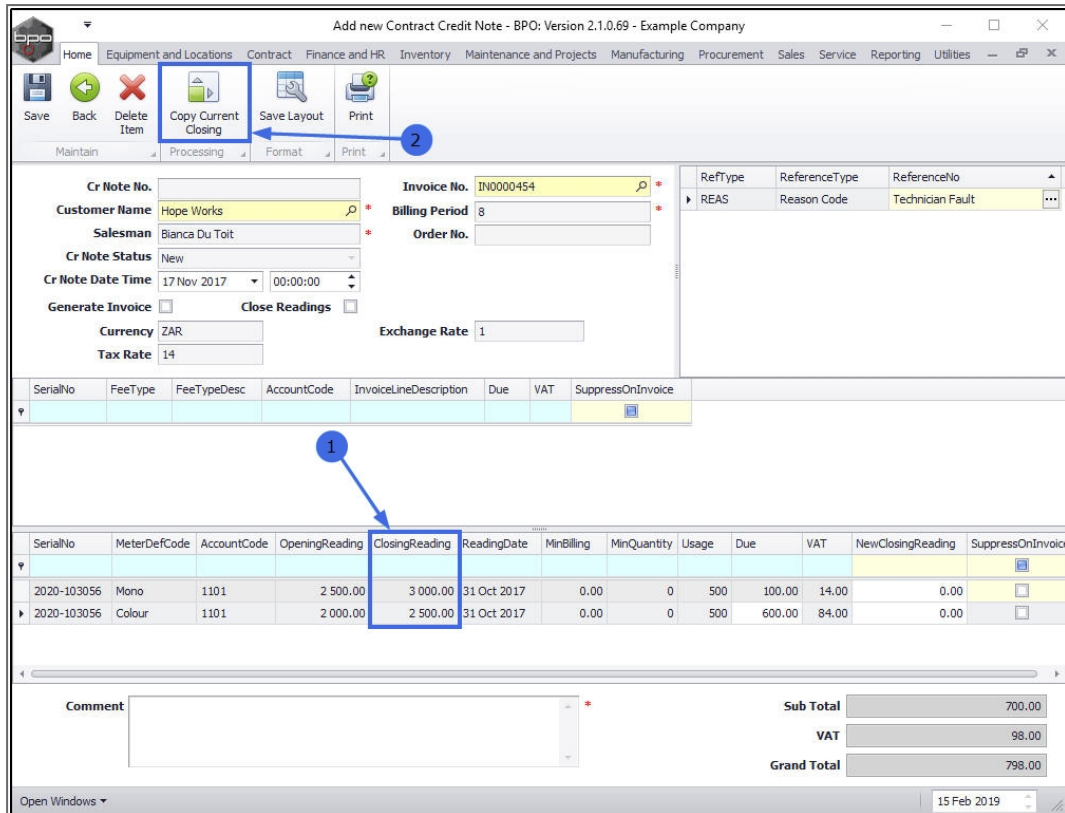 bpo
Add new Contract Credit Note - BPO: Version 2.1.0.69 - Example Company
Home Equipment and Locations Contract Finance and HR Inventory Maintenance and Projects Manufacturing Procurement Sales Service Reporting Utilities
Save Back Delete Item Copy Current Closing Save Layout Print
2
Maintain Processing Format Print
Cr Note No. Invoice No. IN0000454 *
Customer Name Hope Works * Billing Period 8 *
Salesman Bianca Du Toit * Order No.
Cr Note Status New
Cr Note Date Time 17 Nov 2017 00:00:00
Generate Invoice Close Readings
Currency ZAR Exchange Rate 1
Tax Rate 14
RefType ReferenceType ReferenceNo
REAS Reason Code Technician Fault ...
SerialNo FeeType FeeTypeDesc AccountCode InvoiceLineDescription Due VAT SuppressOnInvoice
1
SerialNo MeterDefCode AccountCode OpeningReading ClosingReading ReadingDate MinBilling MinQuantity Usage Due VAT NewClosingReading SuppressOnInvoice
2020-103056 Mono 1101 2 500.00 3 000.00 31 Oct 2017 0.00 0 500 100.00 14.00 0.00
2020-103056 Colour 1101 2 000.00 2 500.00 31 Oct 2017 0.00 0 500 600.00 84.00 0.00
Comment *
Sub Total 700.00
VAT 98.00
Grand Total 798.00
Open Windows 15 Feb 2019